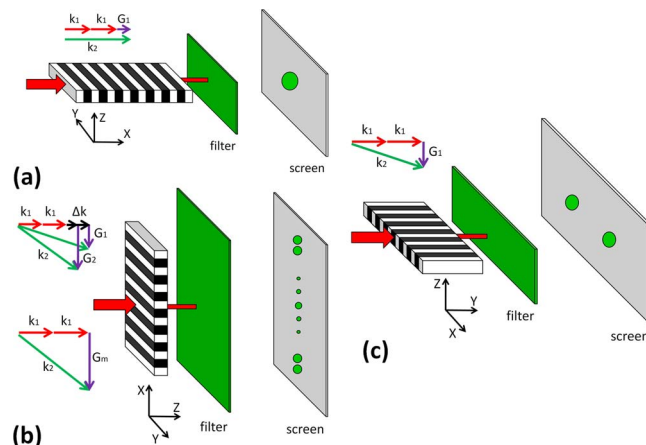 k₁ k₁ G₁
k₂
Y Z X
filter
screen
(a)
k₁ k₁ Δk
G₁
k₂ G₂
k₁ k₁
k₂ Gₘ
X Z Y
filter
screen
(b)
k₁ k₁
k₂ G₁
Z Y X
filter
screen
(c)